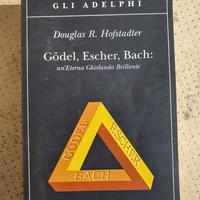 GLI ADELPHI
Douglas R. Hofstadter
Gödel, Escher, Bach:
un'Eterna Ghirlanda Brillante
GÖDEL
ESCHER
BACH